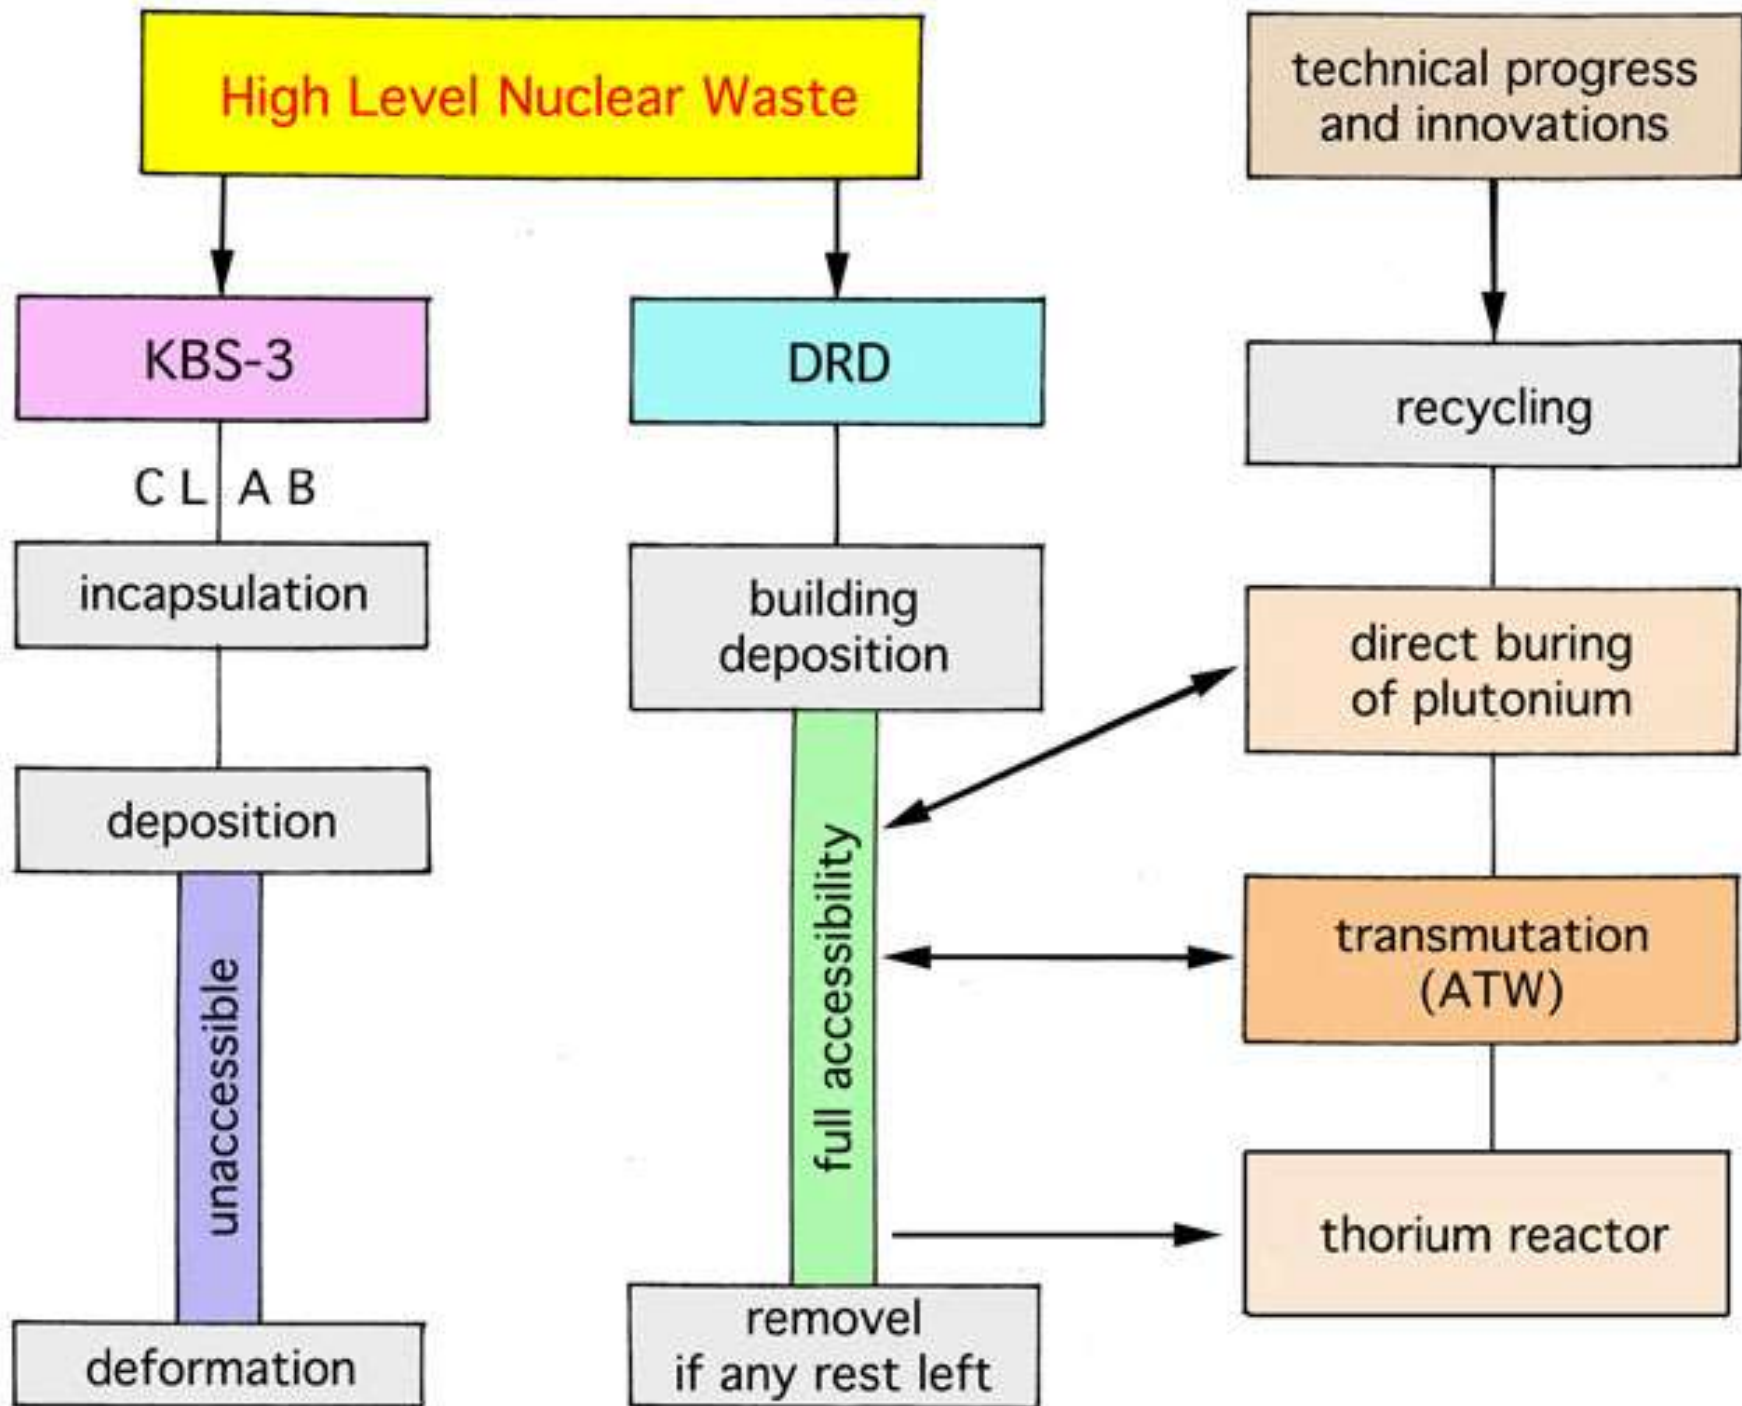 High Level Nuclear Waste
technical progress
and innovations
KBS-3
DRD
recycling
C L A B
incapsulation
building
deposition
direct buring
of plutonium
deposition
full accessibility
unaccessible
transmutation
(ATW)
thorium reactor
removel
if any rest left
deformation